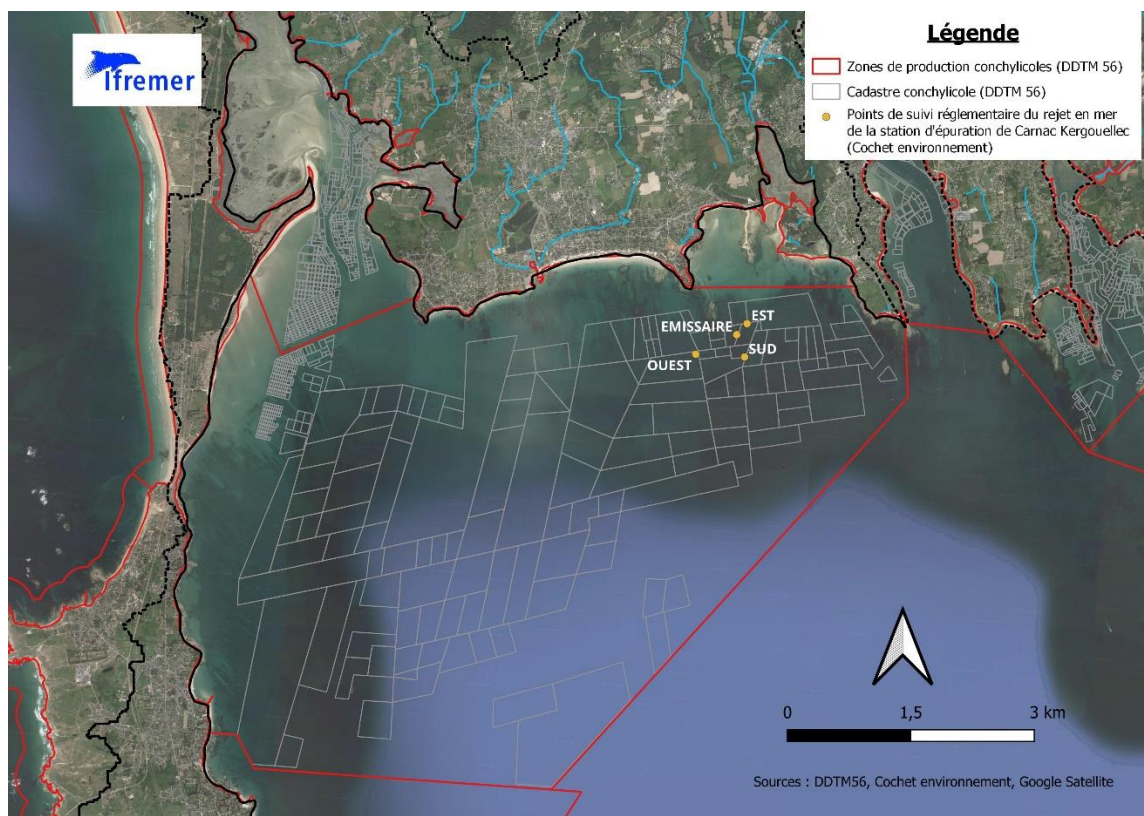 Ifremer
Légende
Zones de production conchylicoles (DDTM 56)
Cadastre conchylicole (DDTM 56)
Points de suivi réglementaire du rejet en mer
de la station d'épuration de Carnac Kergouellec
(Cochet environnement)
EST
EMISSAIRE
SUD
OUEST
0 1,5 3 km
Sources : DDTM56, Cochet environnement, Google Satellite